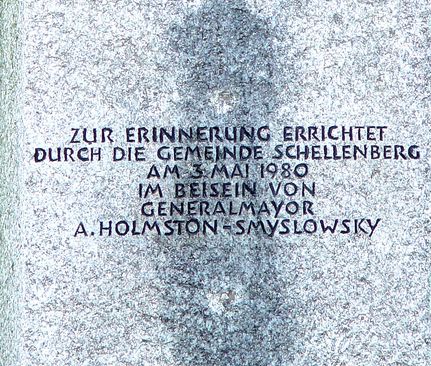 ZUR ERINNERUNG ERRICHTET
DURCH DIE GEMEINDE SCHELLENBERG
AM 3. MAI 1980
IM BEISEIN VON
GENERALMAYOR
A. HOLMSTON-SMYSLOWSKY